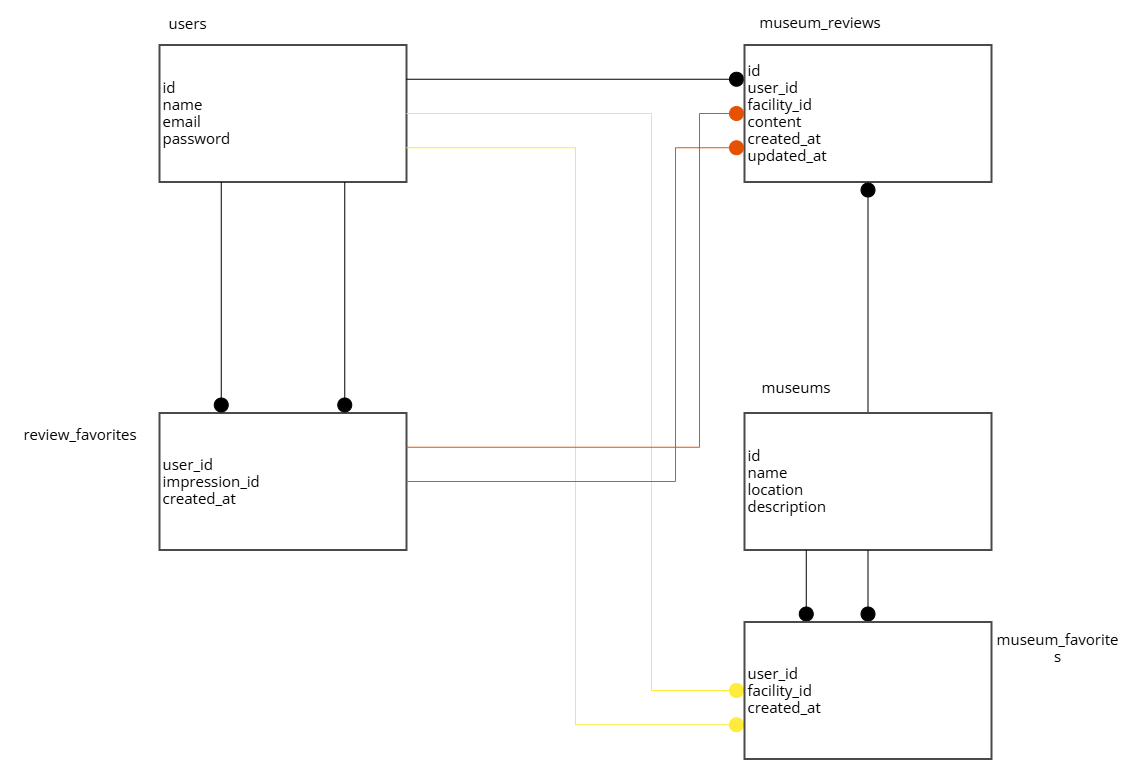 users
id
name
email
password
museum_reviews
id
user_id
facility_id
content
created_at
updated_at
review_favorites
user_id
impression_id
created_at
museums
id
name
location
description
museum_favorite
s
user_id
facility_id
created_at